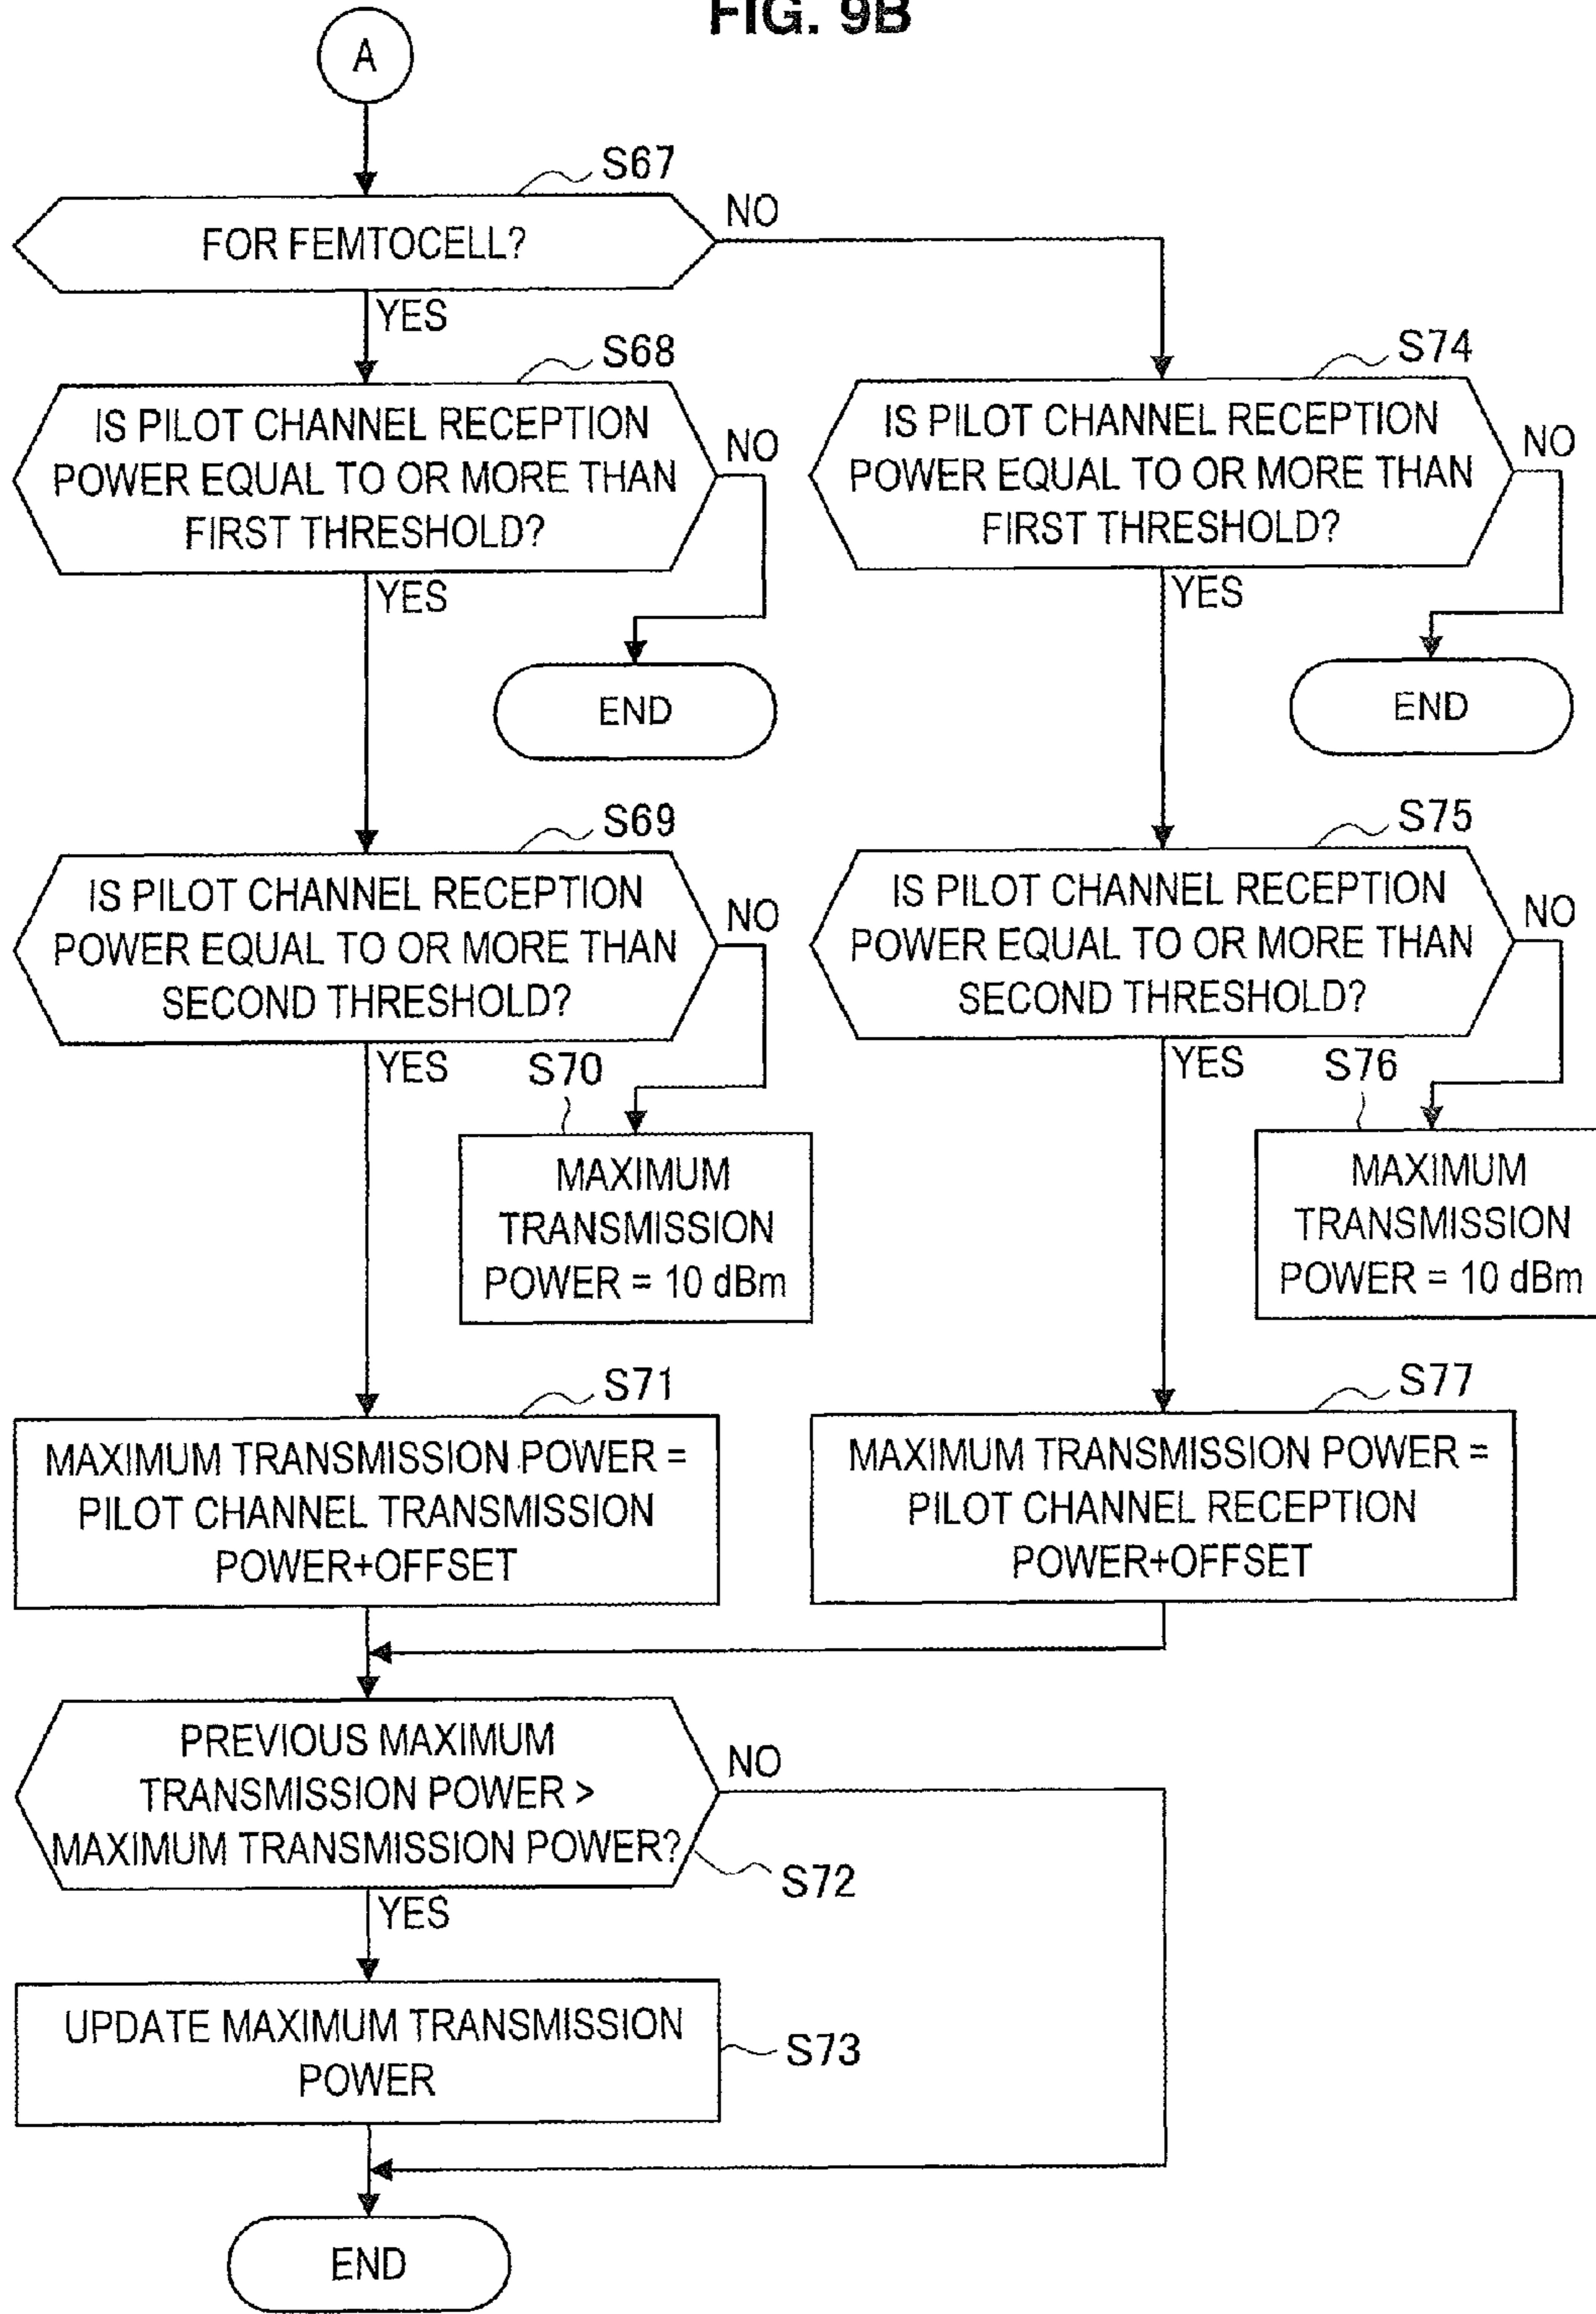 FIG. 9B
A
S67
FOR FEMTOCELL?
NO
YES
S68
IS PILOT CHANNEL RECEPTION
POWER EQUAL TO OR MORE THAN
FIRST THRESHOLD?
NO
YES
END
S74
IS PILOT CHANNEL RECEPTION
POWER EQUAL TO OR MORE THAN
FIRST THRESHOLD?
NO
YES
END
S69
IS PILOT CHANNEL RECEPTION
POWER EQUAL TO OR MORE THAN
SECOND THRESHOLD?
NO
YES
S70
MAXIMUM
TRANSMISSION
POWER = 10 dBm
S75
IS PILOT CHANNEL RECEPTION
POWER EQUAL TO OR MORE THAN
SECOND THRESHOLD?
NO
YES
S76
MAXIMUM
TRANSMISSION
POWER = 10 dBm
S71
MAXIMUM TRANSMISSION POWER =
PILOT CHANNEL TRANSMISSION
POWER+OFFSET
S77
MAXIMUM TRANSMISSION POWER =
PILOT CHANNEL RECEPTION
POWER+OFFSET
PREVIOUS MAXIMUM
TRANSMISSION POWER >
MAXIMUM TRANSMISSION POWER?
NO
S72
YES
UPDATE MAXIMUM TRANSMISSION
POWER
S73
END